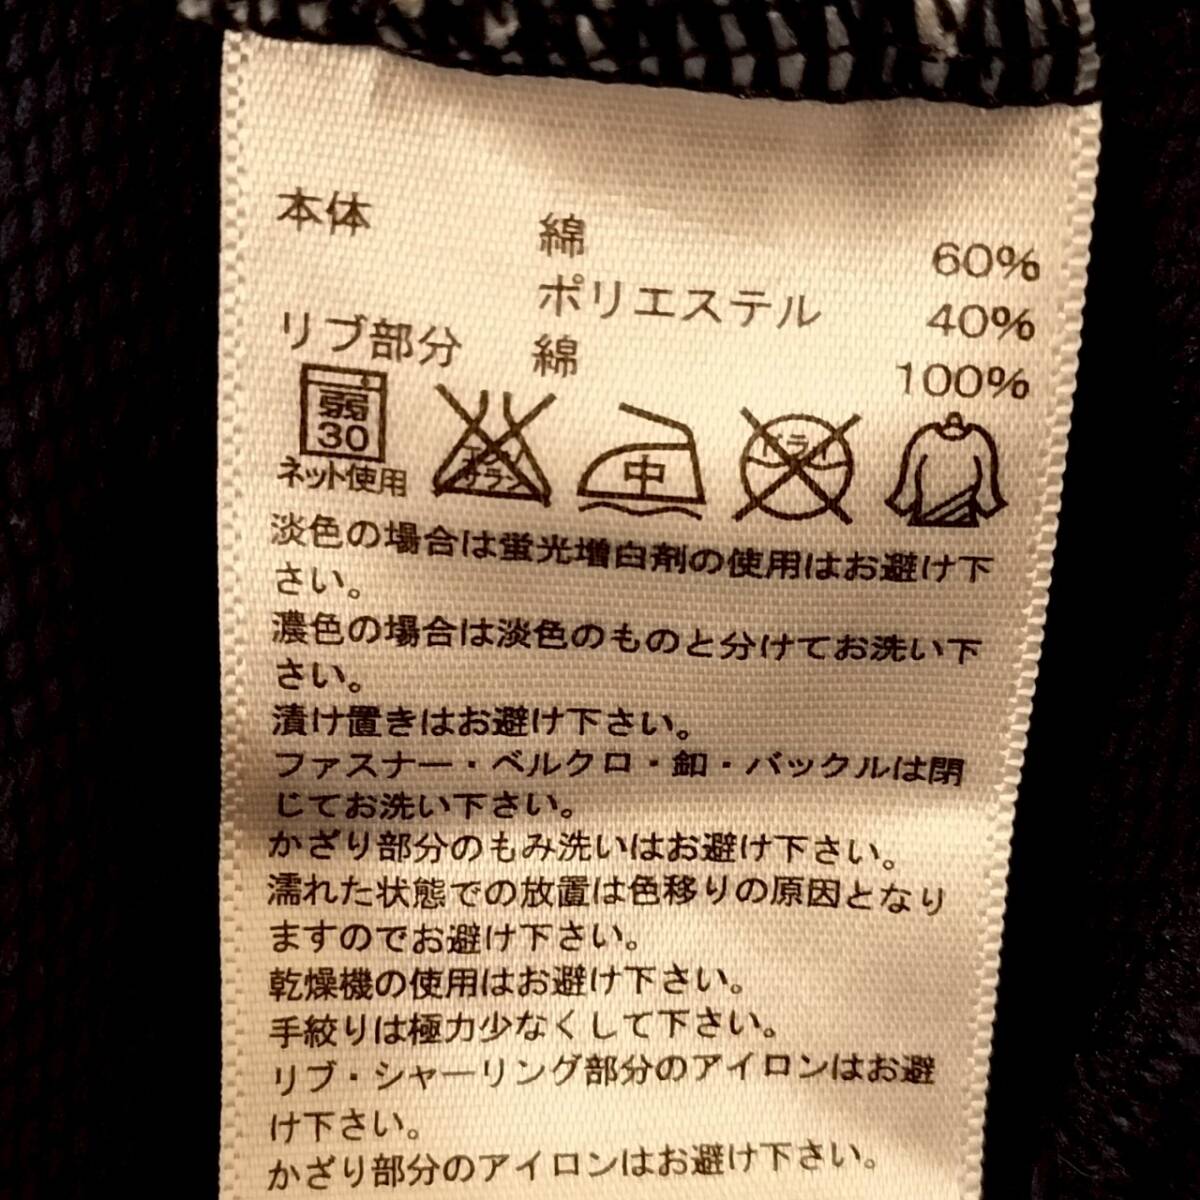 本体 綿 60%
ポリエステル 40%
リブ部分 綿 100%
弱
30
ネット使用
エンソ
サラシ
中
ドライ
淡色の場合は蛍光増白剤の使用はお避け下
さい。
濃色の場合は淡色のものと分けてお洗い下
さい。
漬け置きはお避け下さい。
ファスナー・ベルクロ・釦・バックルは閉
じてお洗い下さい。
かざり部分のもみ洗いはお避け下さい。
濡れた状態での放置は色移りの原因となり
ますのでお避け下さい。
乾燥機の使用はお避け下さい。
手絞りは極力少なくして下さい。
リブ・シャーリング部分のアイロンはお避
け下さい。
かざり部分のアイロンはお避け下さい。